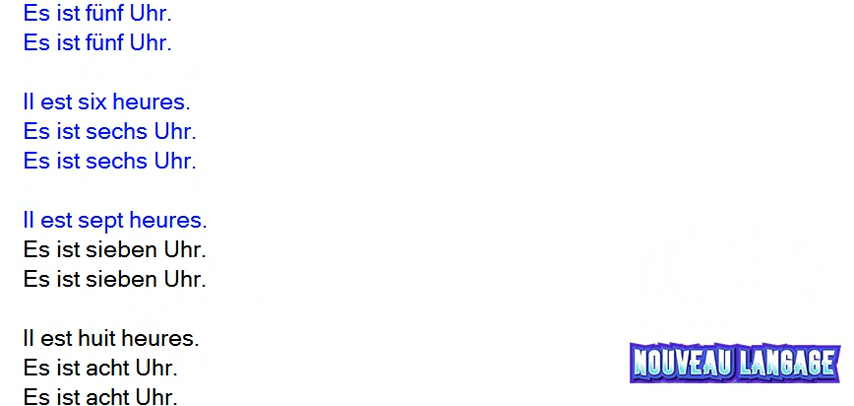 Es ist fünf Uhr.
Es ist fünf Uhr.
Il est six heures.
Es ist sechs Uhr.
Es ist sechs Uhr.
Il est sept heures.
Es ist sieben Uhr.
Es ist sieben Uhr.
Il est huit heures.
Es ist acht Uhr.
Es ist acht Uhr.
NOUVEAU LANGAGE